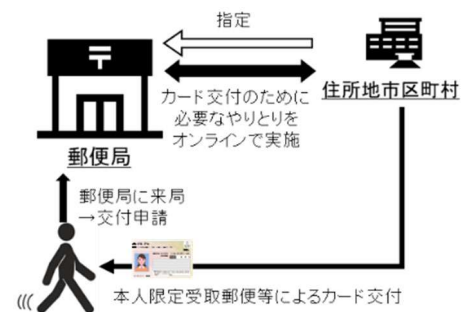 指定
カード交付のために
必要なやりとりを
オンラインで実施
住所地市区町村
郵便局
郵便局に来局
→交付申請
本人限定受取郵便等によるカード交付